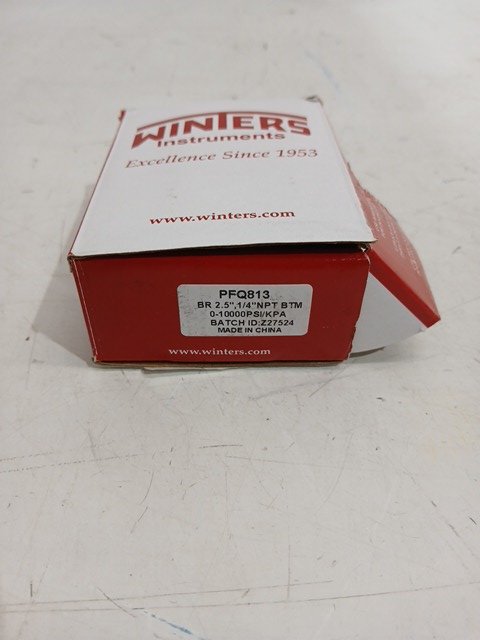 WINTERS
Instruments
Excellence Since 1953
www.winters.com
PFQ813
BR 2.5",1/4"NPT BTM
0-10000PSI/KPA
BATCH ID:Z27524
MADE IN CHINA
www.winters.com